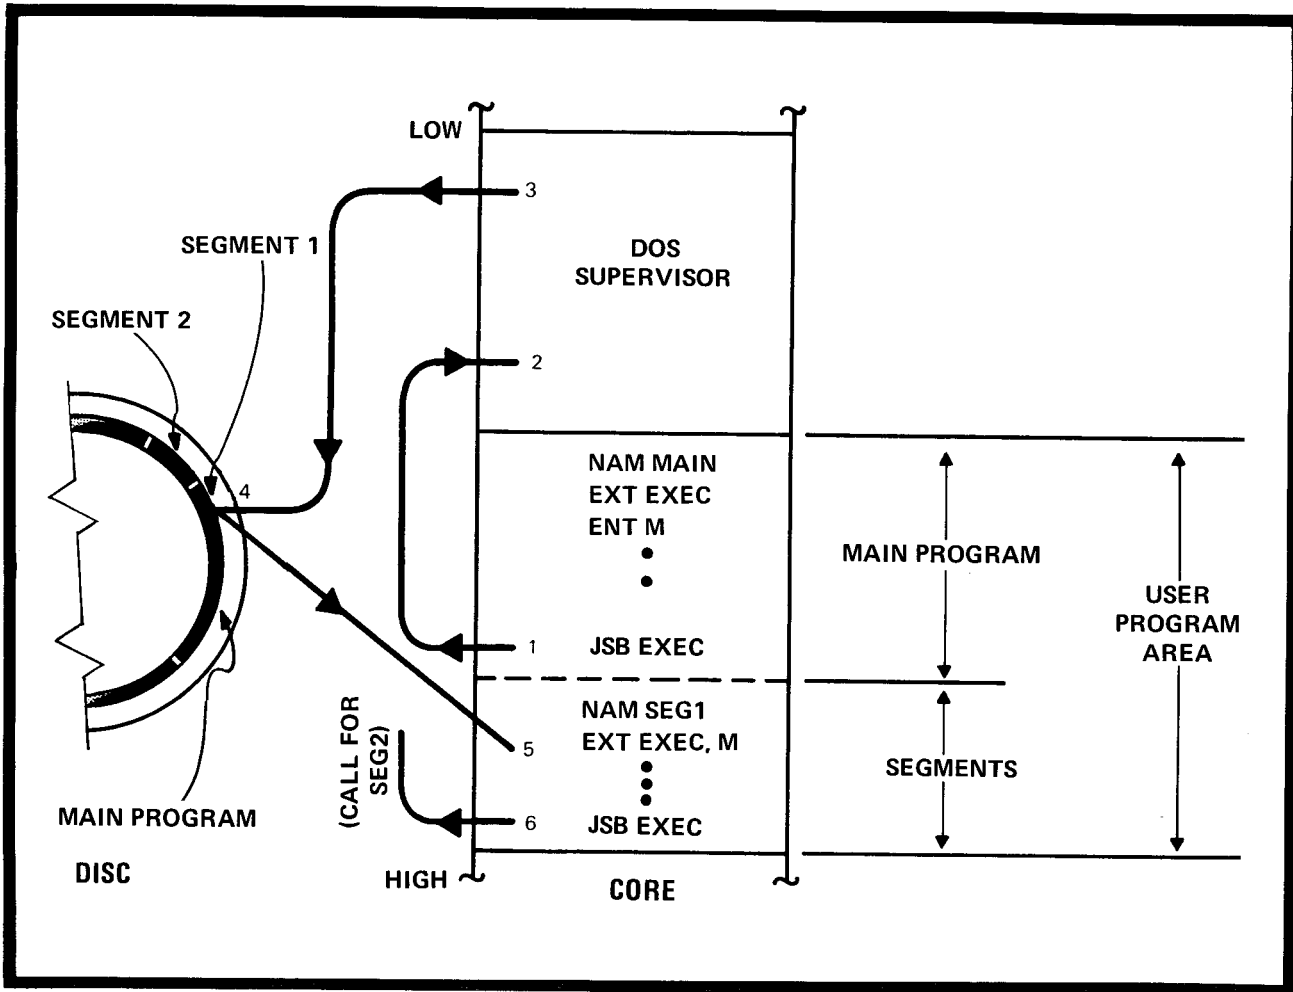 LOW
3
SEGMENT 1
DOS
SUPERVISOR
SEGMENT 2
2
NAM MAIN
EXT EXEC
ENT M
4
MAIN PROGRAM
USER
PROGRAM
AREA
1
JSB EXEC
NAM SEG1
EXT EXEC, M
5
(CALL FOR
SEG2)
SEGMENTS
MAIN PROGRAM
6
JSB EXEC
DISC
HIGH
CORE